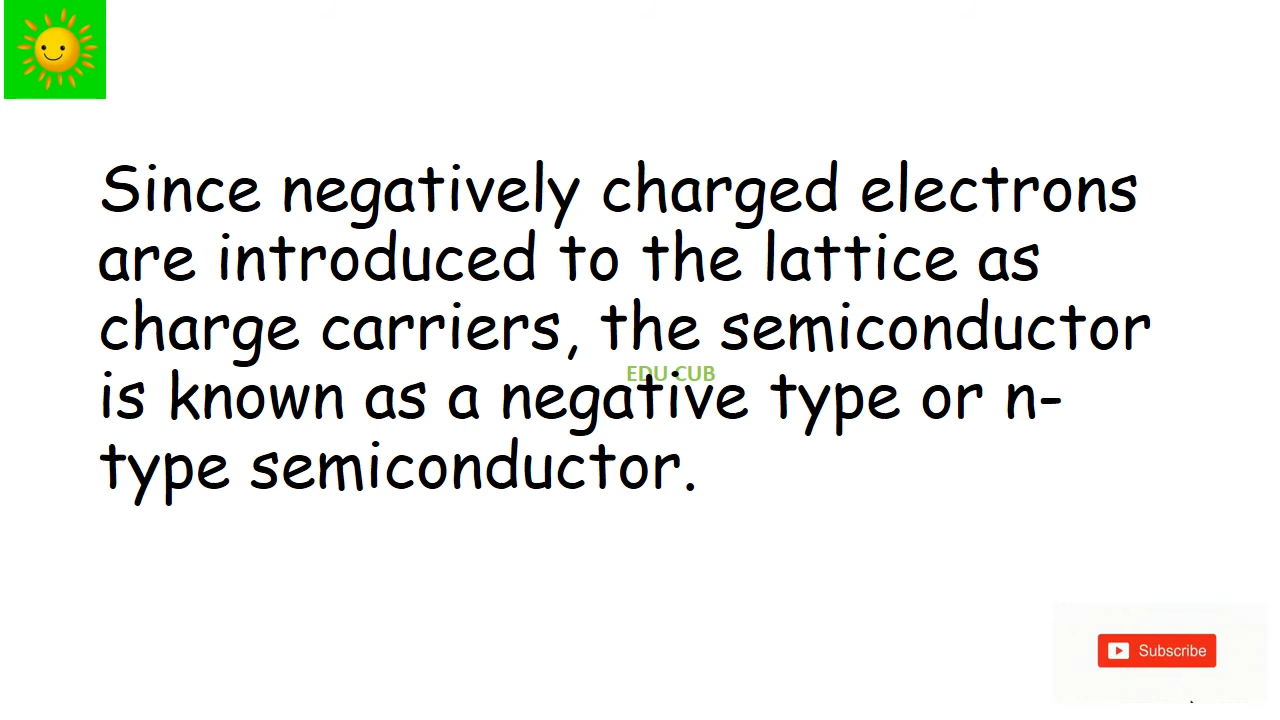 Since negatively charged electrons
are introduced to the lattice as
charge carriers, the semiconductor
EDU CUB
is known as a negative type or n-
type semiconductor.
Subscribe